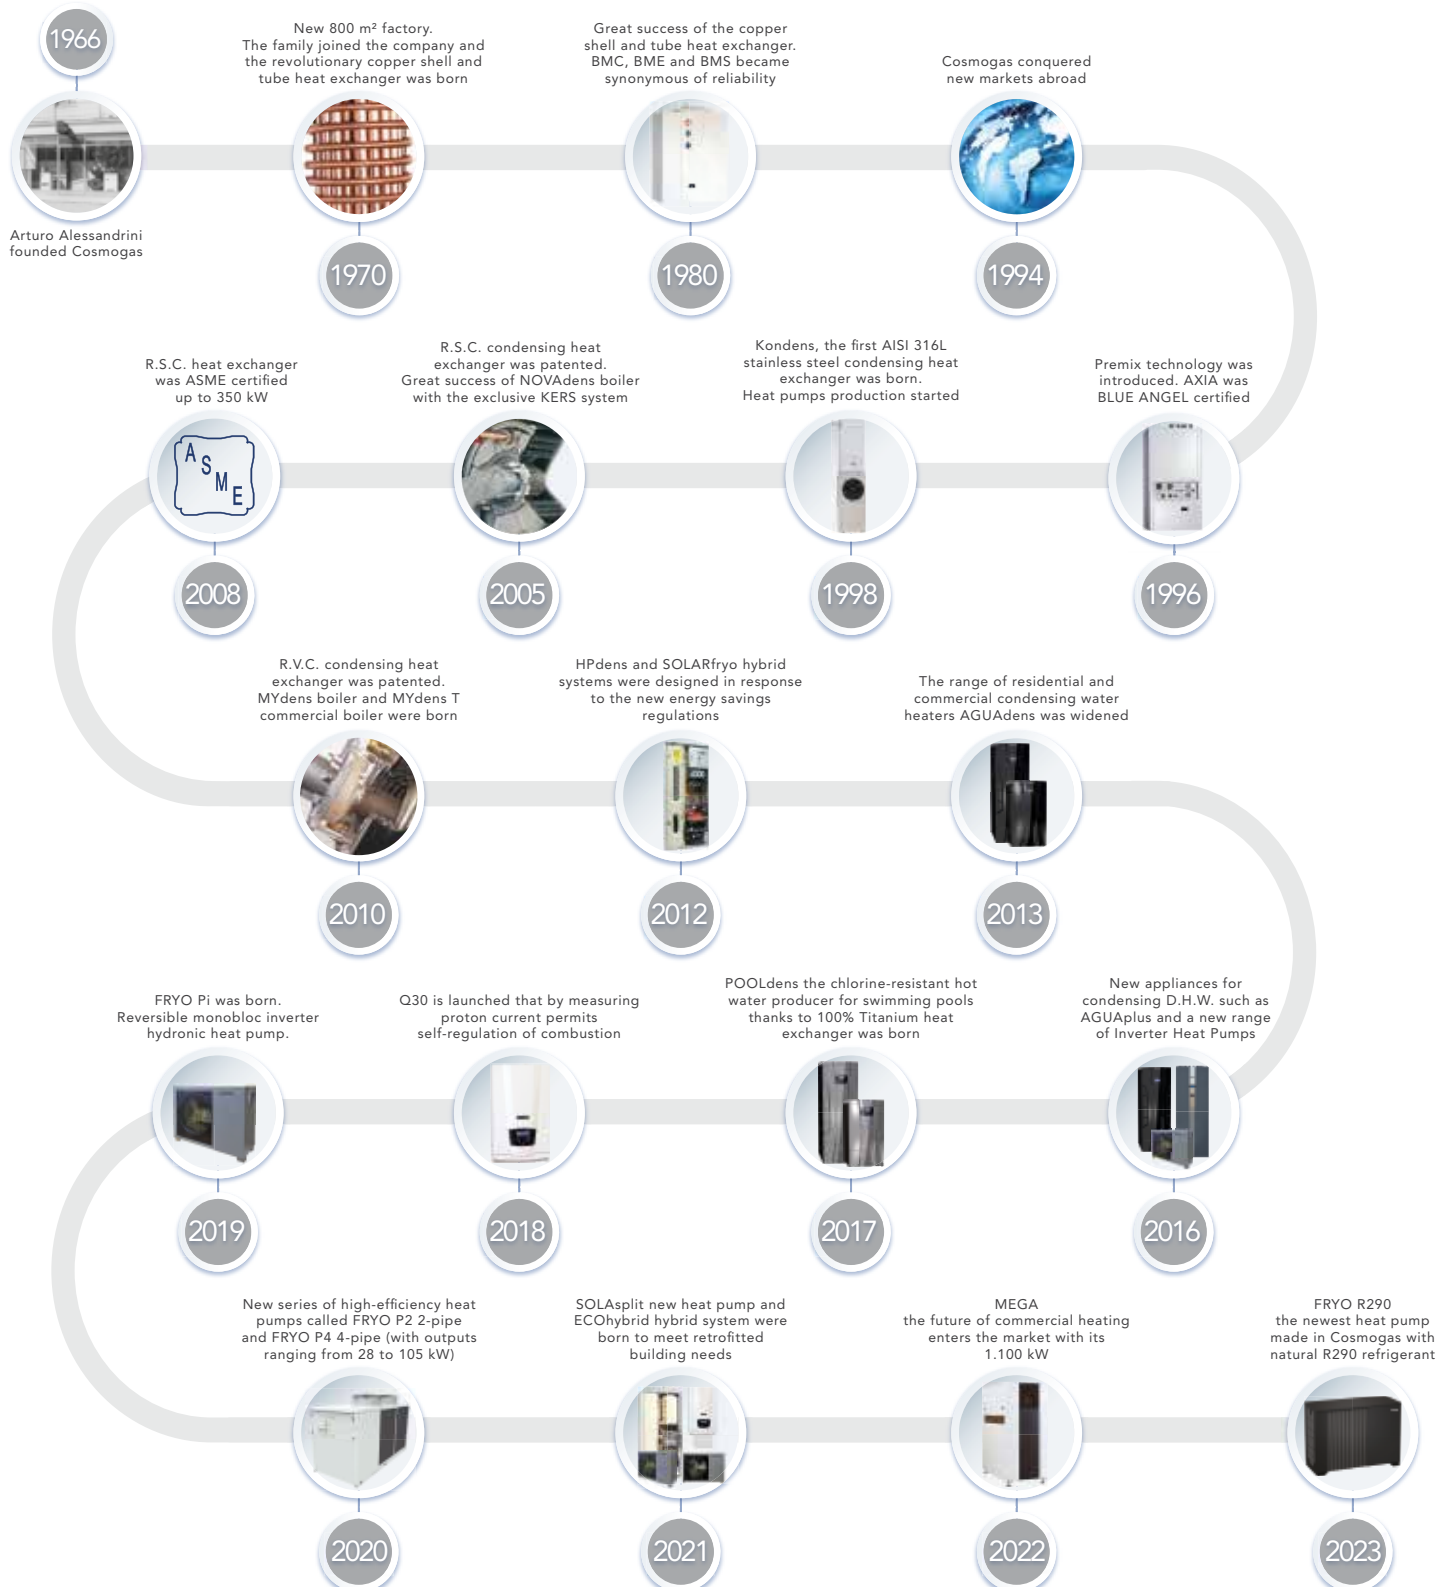 1966
Arturo Alessandrini
founded Cosmogas
New 800 m² factory.
The family joined the company and
the revolutionary copper shell and
tube heat exchanger was born
1970
Great success of the copper
shell and tube heat exchanger.
BMC, BME and BMS became
synonymous of reliability
1980
Cosmogas conquered
new markets abroad
1994
Premix technology was
introduced. AXIA was
BLUE ANGEL certified
1996
Kondens, the first AISI 316L
stainless steel condensing heat
exchanger was born.
Heat pumps production started
1998
R.S.C. condensing heat
exchanger was patented.
Great success of NOVAdens boiler
with the exclusive KERS system
2005
R.S.C. heat exchanger
was ASME certified
up to 350 kW
A S M E
2008
R.V.C. condensing heat
exchanger was patented.
MYdens boiler and MYdens T
commercial boiler were born
2010
HPdens and SOLARfryo hybrid
systems were designed in response
to the new energy savings
regulations
2012
The range of residential and
commercial condensing water
heaters AGUAdens was widened
2013
New appliances for
condensing D.H.W. such as
AGUAplus and a new range
of Inverter Heat Pumps
2016
POOLdens the chlorine-resistant hot
water producer for swimming pools
thanks to 100% Titanium heat
exchanger was born
2017
Q30 is launched that by measuring
proton current permits
self-regulation of combustion
2018
FRYO Pi was born.
Reversible monobloc inverter
hydronic heat pump.
2019
New series of high-efficiency heat
pumps called FRYO P2 2-pipe
and FRYO P4 4-pipe (with outputs
ranging from 28 to 105 kW)
2020
SOLAsplit new heat pump and
ECOhybrid hybrid system were
born to meet retrofitted
building needs
2021
MEGA
the future of commercial heating
enters the market with its
1.100 kW
2022
FRYO R290
the newest heat pump
made in Cosmogas with
natural R290 refrigerant
2023